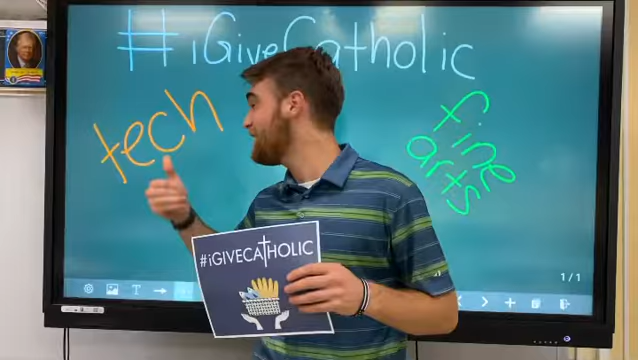 #iGiveCatholic
tech
fine
arts
#iGIVECATHOLIC
1/1
T